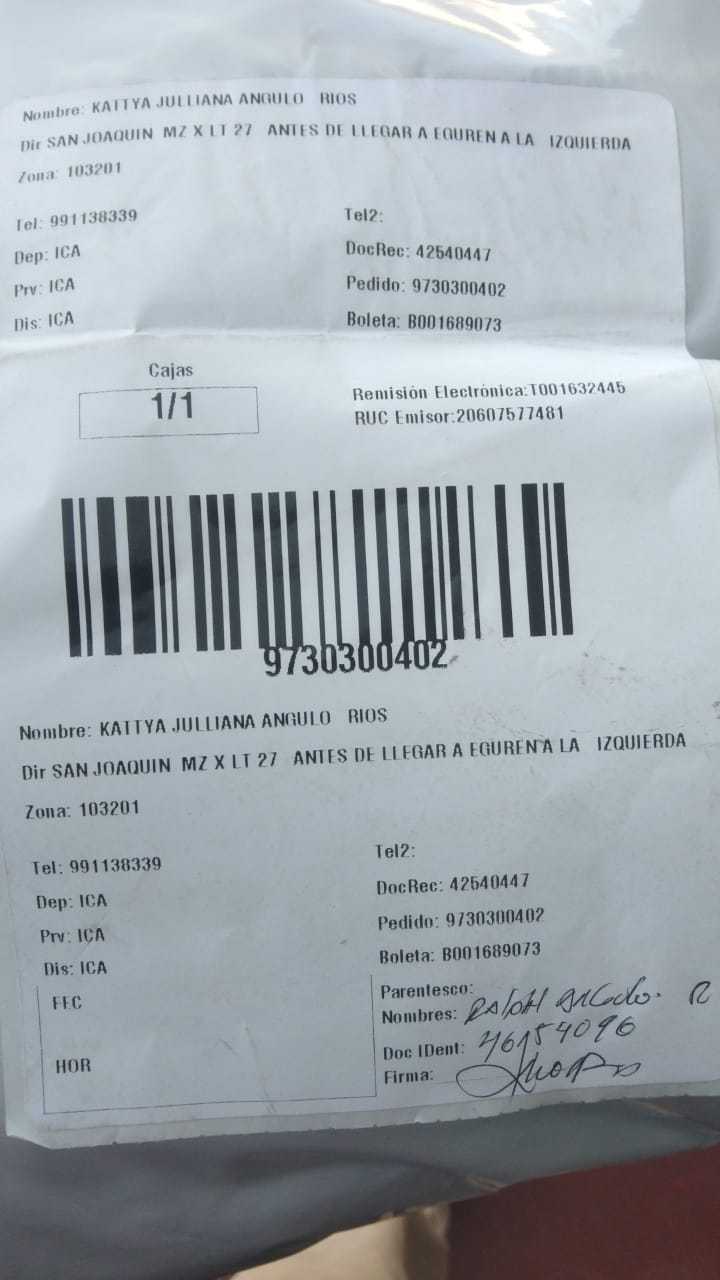 Nombre: KATTYA JULLIANA ANGULO RIOS
Dir SAN JOAQUIN MZ X LT 27 ANTES DE LLEGAR A EGUREN A LA IZQUIERDA
Zona: 103201
Tel: 991138339 Tel2:
Dep: ICA DocRec: 42540447
Prv: ICA Pedido: 9730300402
Dis: ICA Boleta: B001689073
Cajas
1/1
Remisión Electrónica:T001632445
RUC Emisor:20607577481
9730300402
Nombre: KATTYA JULLIANA ANGULO RIOS
Dir SAN JOAQUIN MZ X LT 27 ANTES DE LLEGAR A EGUREN A LA IZQUIERDA
Zona: 103201
Tel: 991138339 Tel2:
Dep: ICA DocRec: 42540447
Prv: ICA Pedido: 9730300402
Dis: ICA Boleta: B001689073
FEC
HOR
Parentesco:
Nombres: Ralph Angulo. R
Doc IDent: 46154096
Firma: